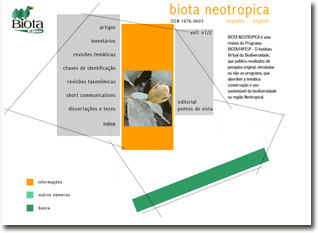 biota neotropica
ISSN 1676-0603
español english
Biota
artigos
inventários
revisões temáticas
chaves de identificação
revisões taxonômicas
short communications
dissertações e teses
índex
vol1 n1/2
editorial
pontos de vista
BIOTA NEOTROPICA é uma
revista do Programa
BIOTA/FAPESP - O Instituto
Virtual da Biodiversidade,
que publica resultados de
pesquisa original, vinculados
ou não ao programa, que
abordem a temática
conservação e uso
sustentável da biodiversidade
na região Neotropical.
informações
outros números
busca